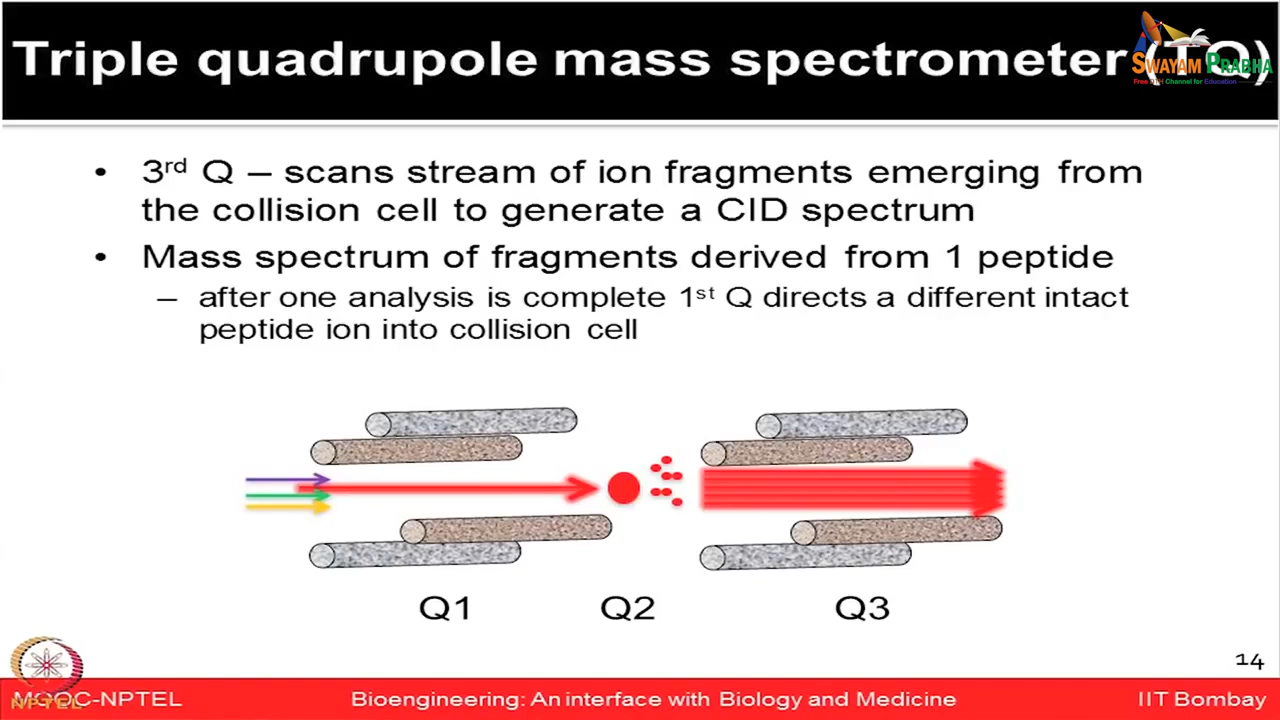 Triple quadrupole mass spectrometer (TQ)
SWAYAM PRABHA
Free DTH Channel for Education
• 3rd Q – scans stream of ion fragments emerging from
the collision cell to generate a CID spectrum
• Mass spectrum of fragments derived from 1 peptide
– after one analysis is complete 1st Q directs a different intact
peptide ion into collision cell
Q1 Q2 Q3
14
MOOC-NPTEL Bioengineering: An interface with Biology and Medicine IIT Bombay
NPTEL